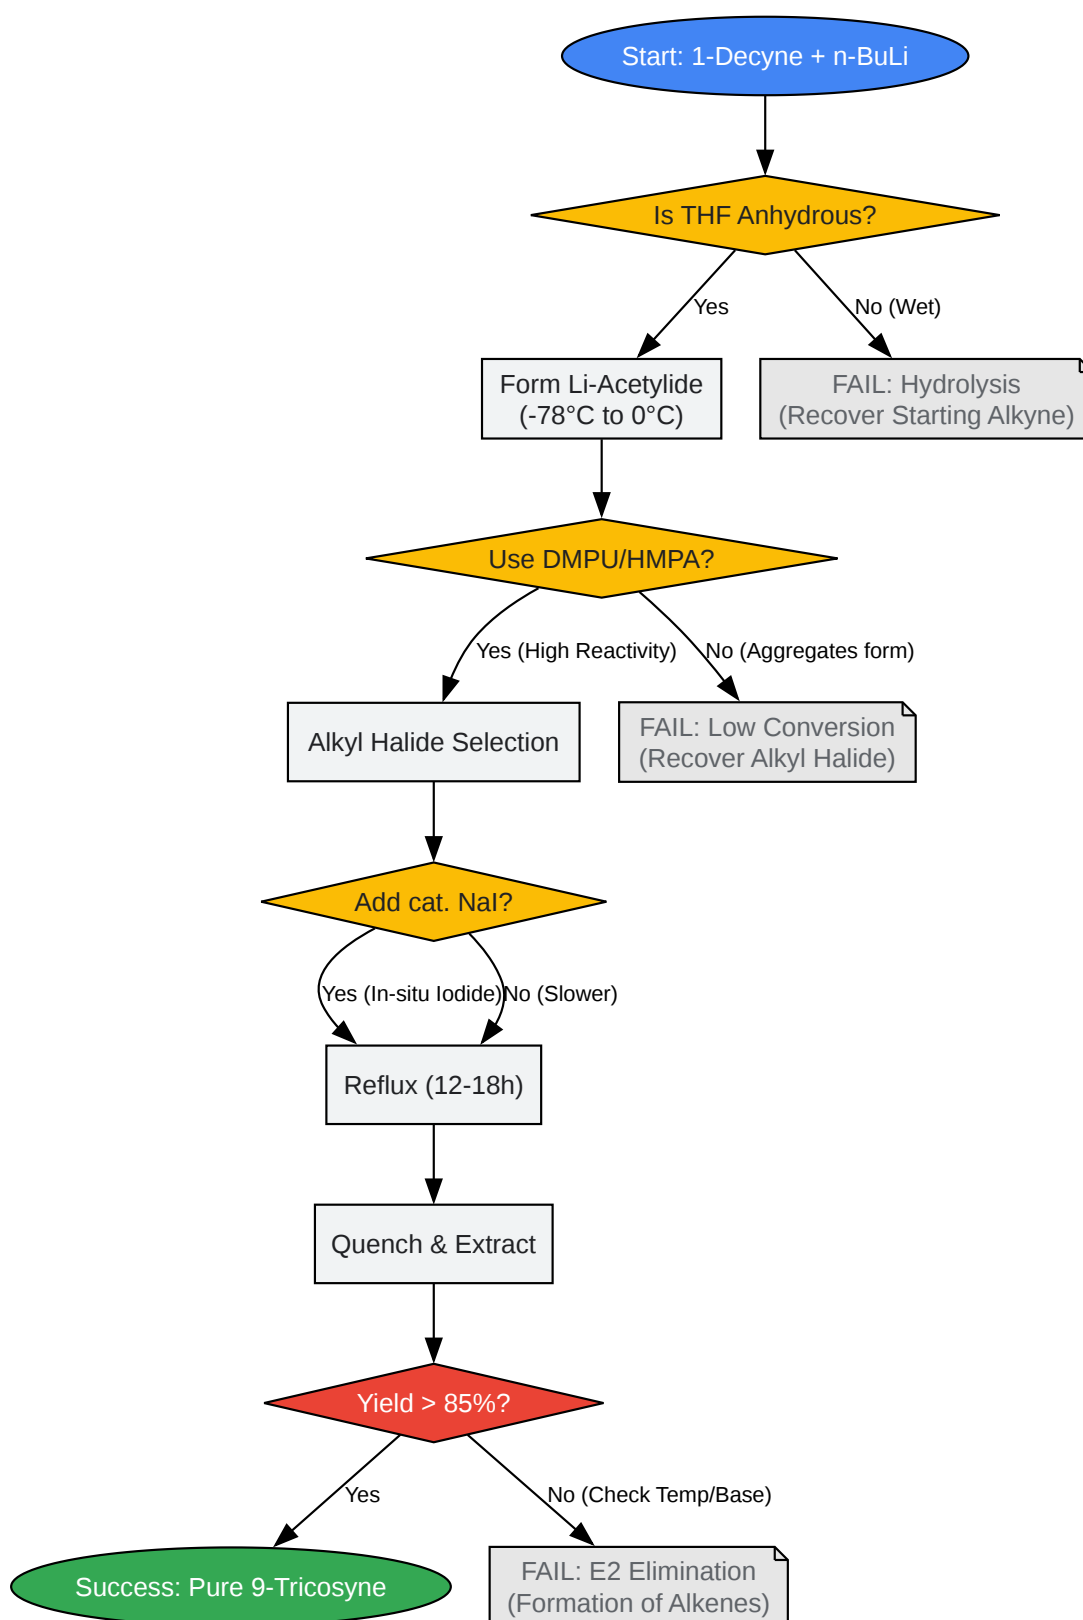 Start: 1-Decyne + n-BuLi
Is THF Anhydrous?
Yes
No (Wet)
Form Li-Acetylide
(-78°C to 0°C)
FAIL: Hydrolysis
(Recover Starting Alkyne)
Use DMPU/HMPA?
Yes (High Reactivity)
No (Aggregates form)
Alkyl Halide Selection
FAIL: Low Conversion
(Recover Alkyl Halide)
Add cat. NaI?
Yes (In-situ Iodide)
No (Slower)
Reflux (12-18h)
Quench & Extract
Yield > 85%?
Yes
No (Check Temp/Base)
Success: Pure 9-Tricosyne
FAIL: E2 Elimination
(Formation of Alkenes)